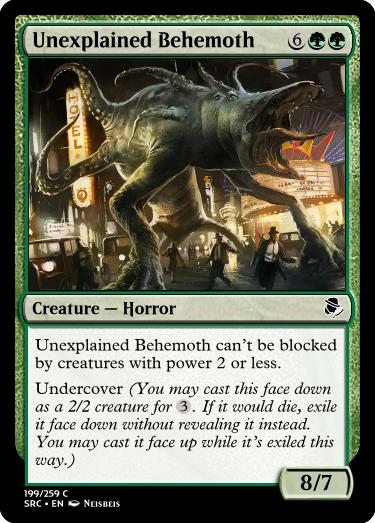 Unexplained Behemoth 6
HOTEL
Creature — Horror
Unexplained Behemoth can't be blocked
by creatures with power 2 or less.
Undercover (You may cast this face down
as a 2/2 creature for 3. If it would die, exile
it face down without revealing it instead.
You may cast it face up while it's exiled this
way.)
8/7
199/259 C
SRC • EN Neisbeis